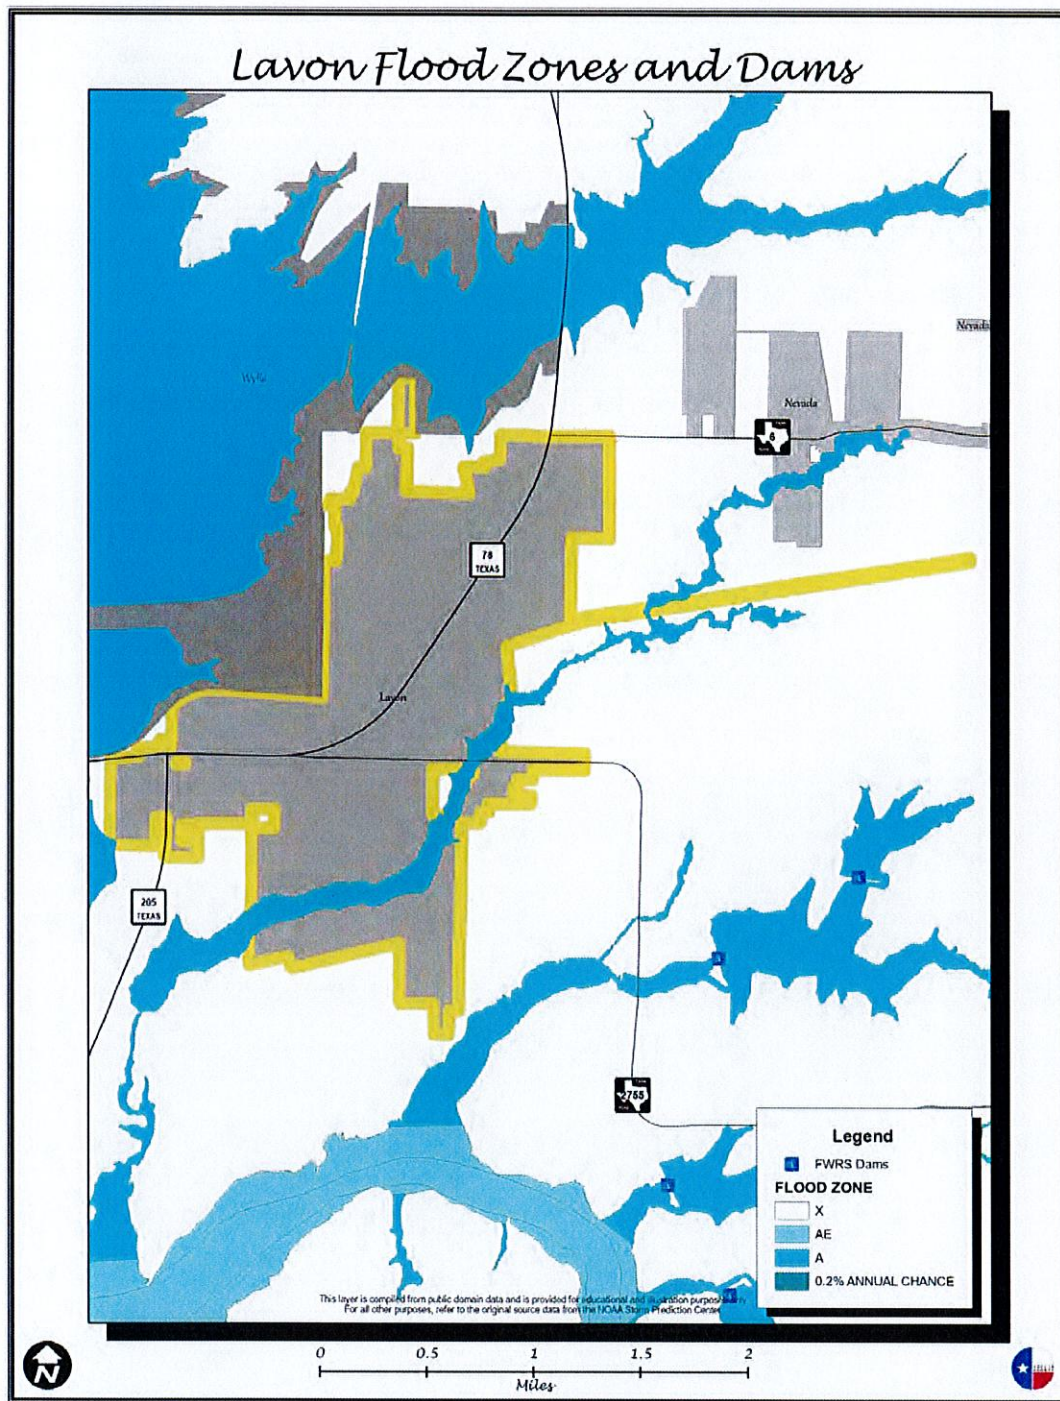 Lavon Flood Zones and Dams
Nevada
Wylie
Nevada
6
78
TEXAS
Lavon
205
TEXAS
2755
Legend
FWRS Dams
FLOOD ZONE
X
AE
A
0.2% ANNUAL CHANCE
This layer is compiled from public domain data and is provided for educational and illustration purposes
For all other purposes, refer to the original source data from the NOAA Storm Prediction Center
N
0 0.5 1 1.5 2
Miles